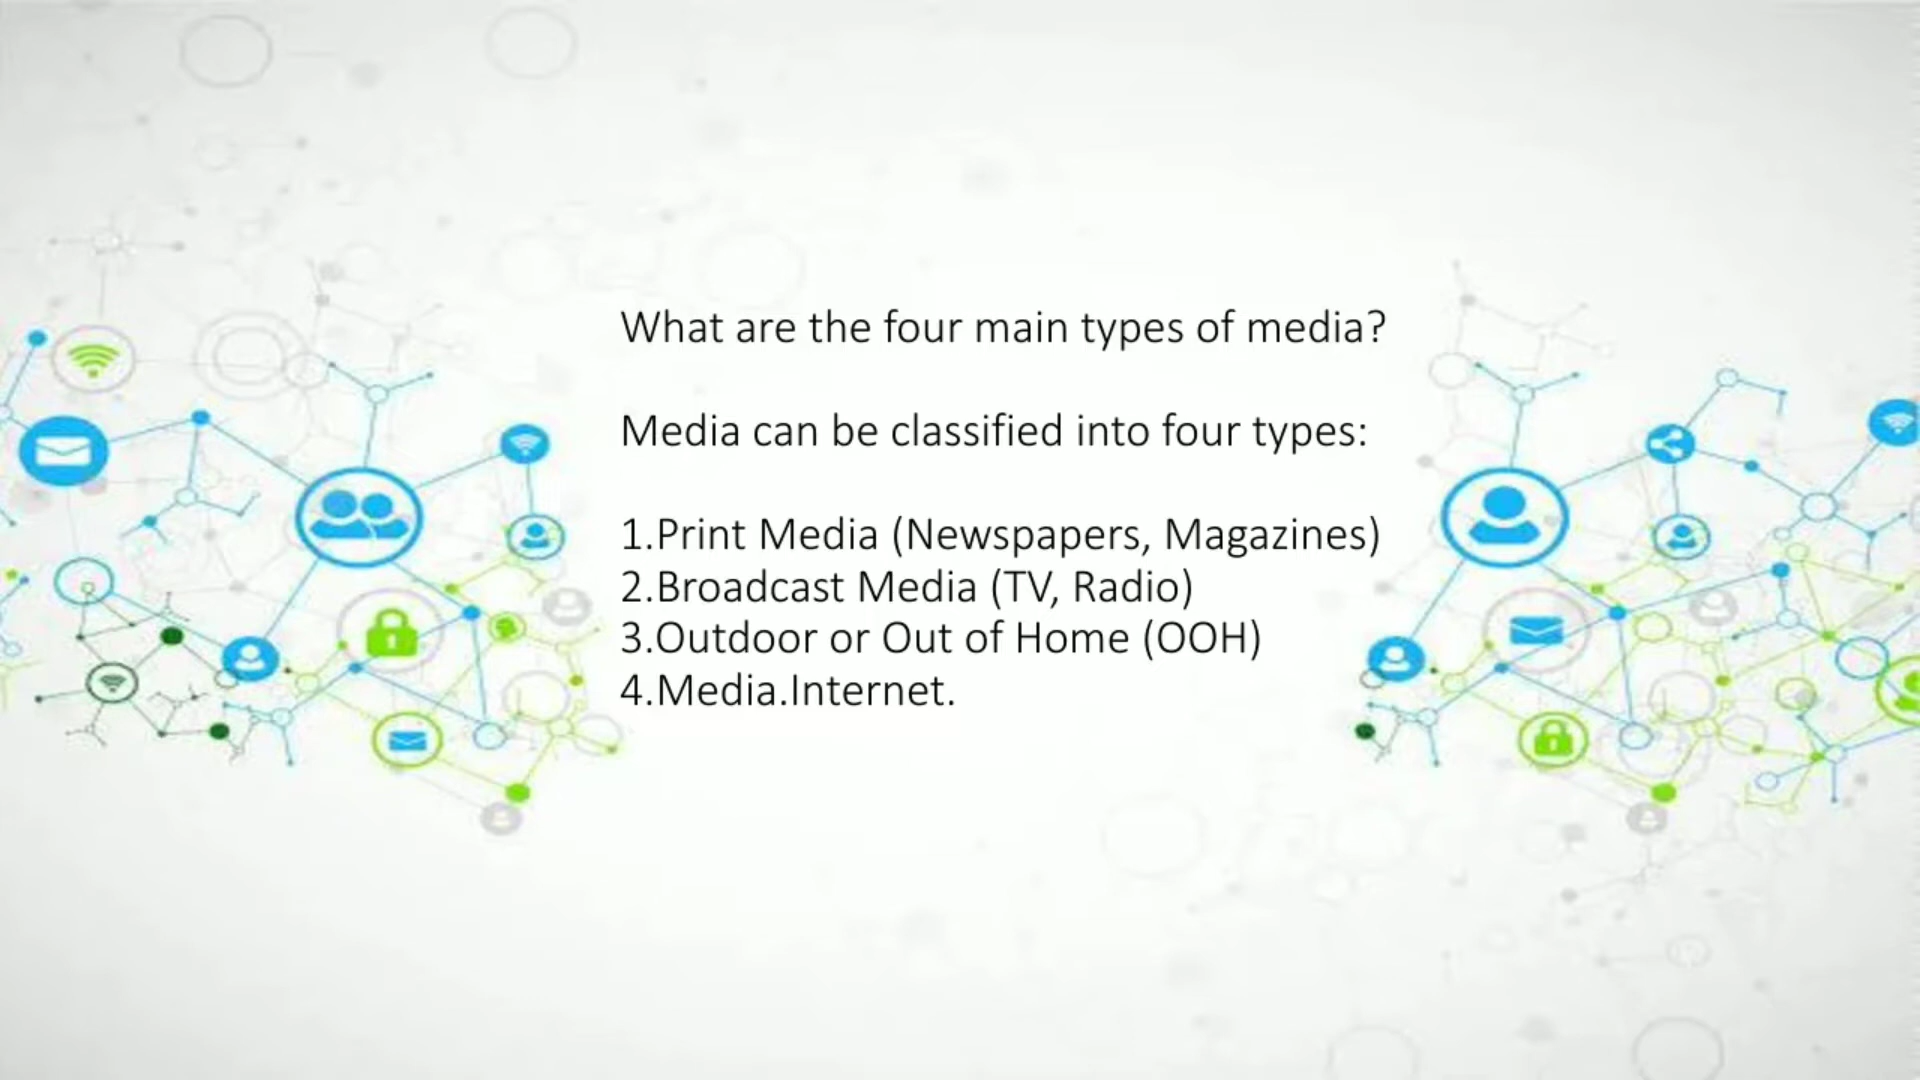 What are the four main types of media?
Media can be classified into four types:
1.Print Media (Newspapers, Magazines)
2.Broadcast Media (TV, Radio)
3.Outdoor or Out of Home (OOH)
4.Media.Internet.